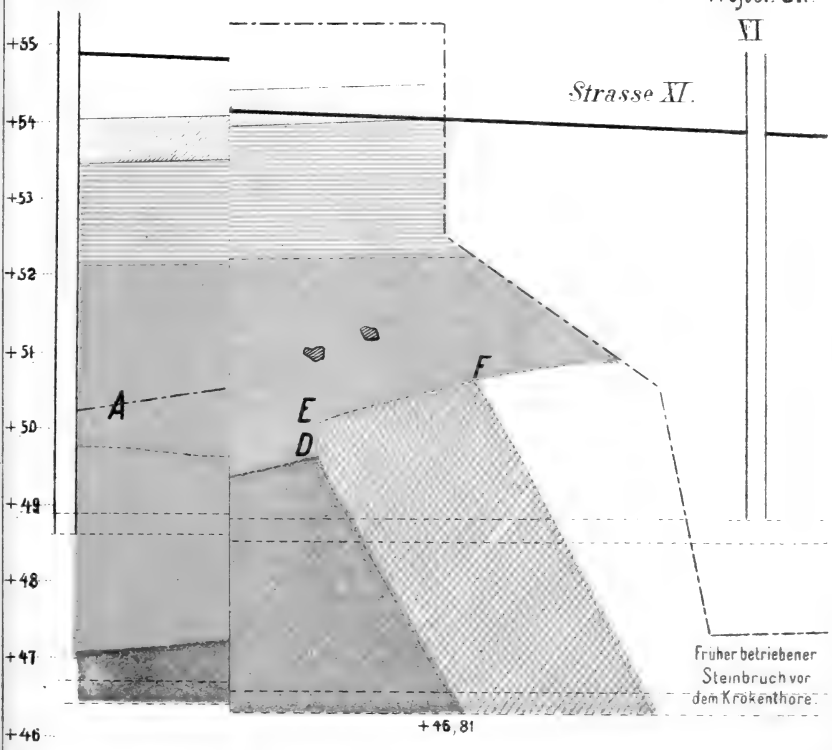 VI
+55
Strasse XI.
+54
+53
+52
+51
F
A
E
+50
D
+49
+48
+47
Früher betriebener
Steinbruch vor
dem Krökenthore.
+46,81
+46